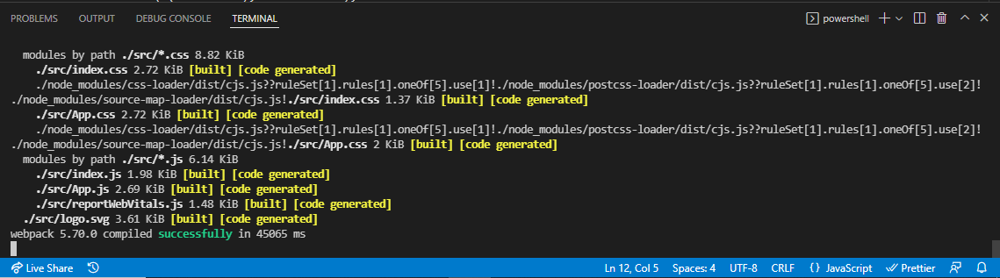 PROBLEMS OUTPUT DEBUG CONSOLE TERMINAL powershell
modules by path ./src/*.css 8.82 KiB
./src/index.css 2.72 KiB [built] [code generated]
./node_modules/css-loader/dist/cjs.js??ruleSet[1].rules[1].oneOf[5].use[1]!./node_modules/postcss-loader/dist/cjs.js??ruleSet[1].rules[1].oneOf[5].use[2]!
./node_modules/source-map-loader/dist/cjs.js!./src/index.css 1.37 KiB [built] [code generated]
./src/App.css 2.72 KiB [built] [code generated]
./node_modules/css-loader/dist/cjs.js??ruleSet[1].rules[1].oneOf[5].use[1]!./node_modules/postcss-loader/dist/cjs.js??ruleSet[1].rules[1].oneOf[5].use[2]!
./node_modules/source-map-loader/dist/cjs.js!./src/App.css 2 KiB [built] [code generated]
modules by path ./src/*.js 6.14 KiB
./src/index.js 1.98 KiB [built] [code generated]
./src/App.js 2.69 KiB [built] [code generated]
./src/reportWebVitals.js 1.48 KiB [built] [code generated]
./src/logo.svg 3.61 KiB [built] [code generated]
webpack 5.70.0 compiled successfully in 45065 ms
Live Share Ln 12, Col 5 Spaces: 4 UTF-8 CRLF {} JavaScript Prettier